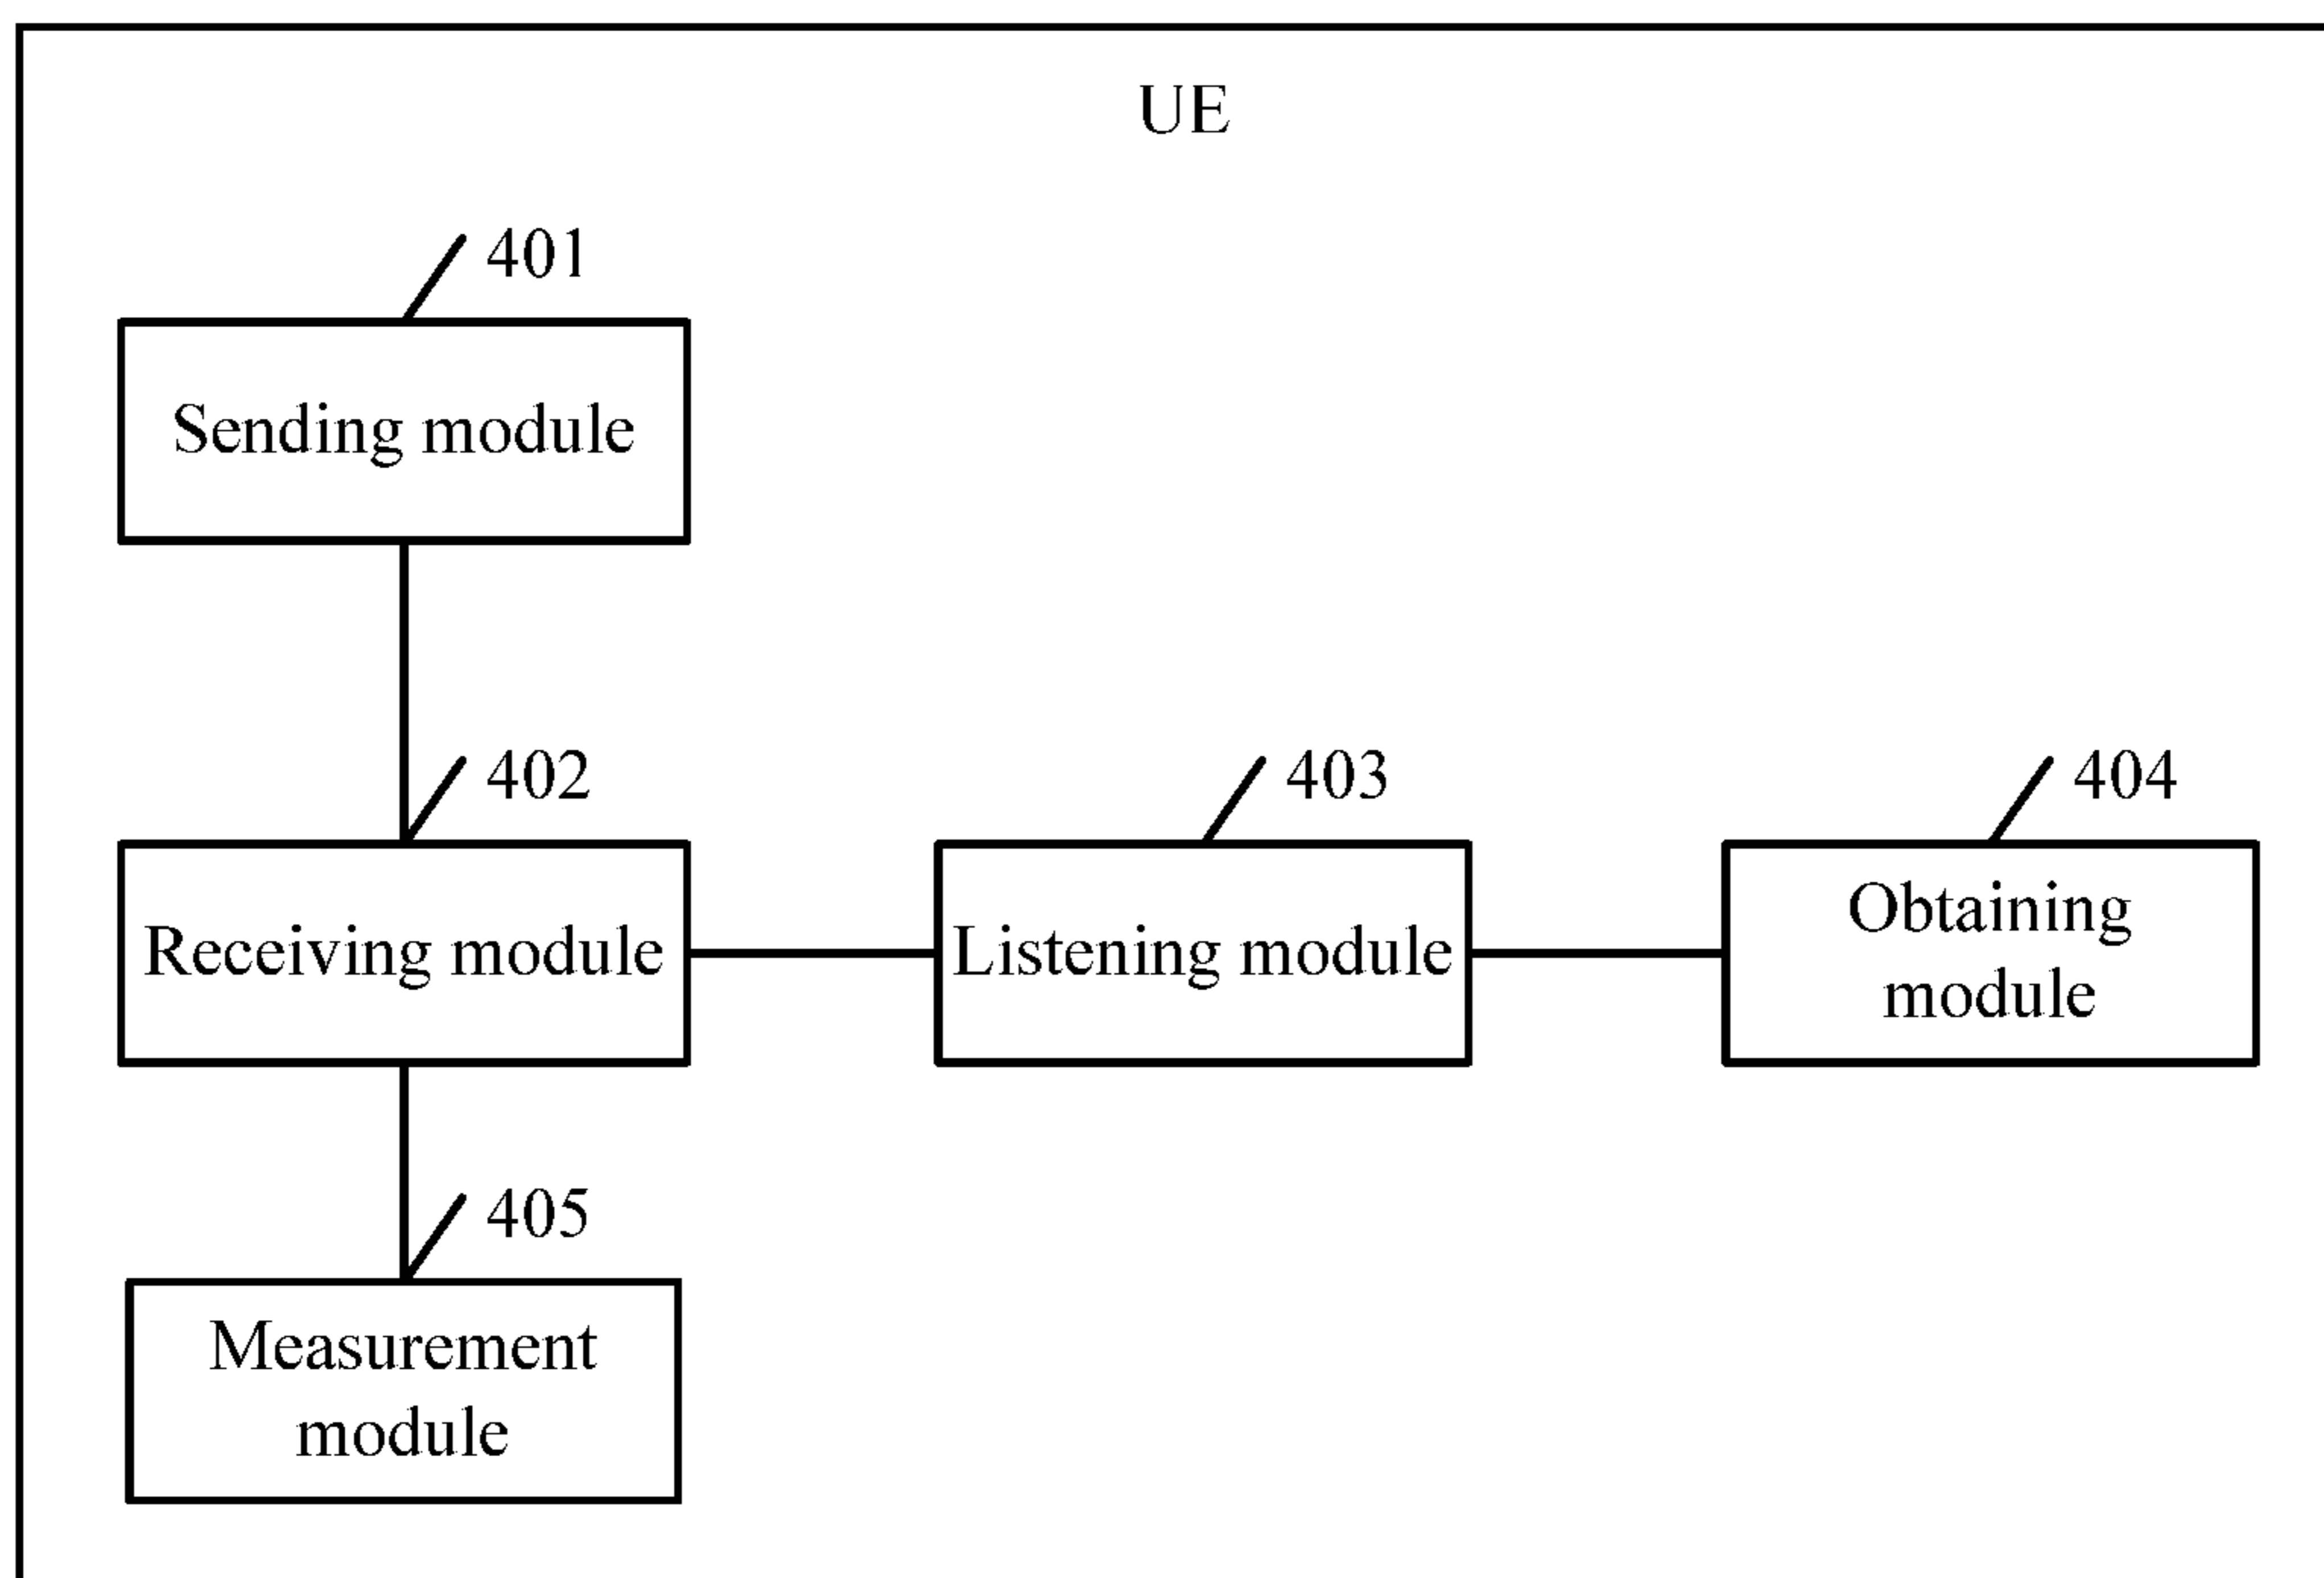 UE
401
Sending module
402
403
404
Receiving module
Listening module
Obtaining
module
405
Measurement
module